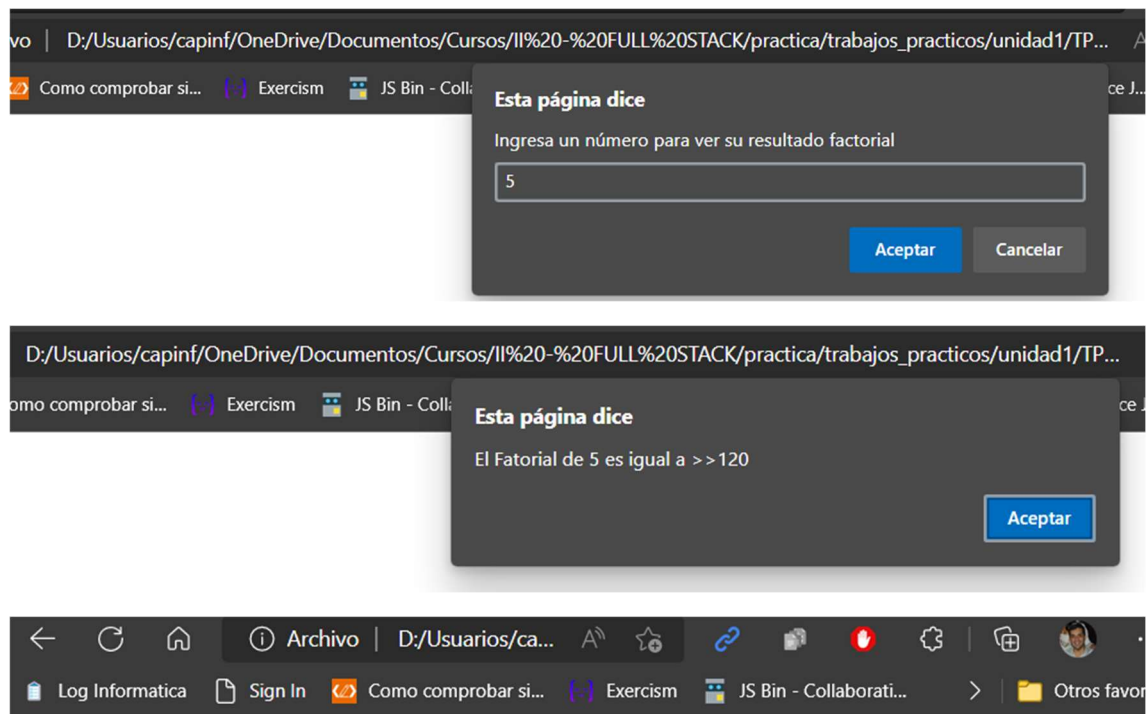 vo | D:/Usuarios/capinf/OneDrive/Documentos/Cursos/II%20-%20FULL%20STACK/practica/trabajos_practicos/unidad1/TP... A
Como comprobar si... Exercism JS Bin - Colla ce J...
Esta página dice
Ingresa un número para ver su resultado factorial
5
Aceptar Cancelar
D:/Usuarios/capinf/OneDrive/Documentos/Cursos/II%20-%20FULL%20STACK/practica/trabajos_practicos/unidad1/TP...
omo comprobar si... Exercism JS Bin - Colla ce J
Esta página dice
El Fatorial de 5 es igual a >>120
Aceptar
Archivo | D:/Usuarios/ca... A
Log Informatica Sign In Como comprobar si... Exercism JS Bin - Collaborati... > Otros favor